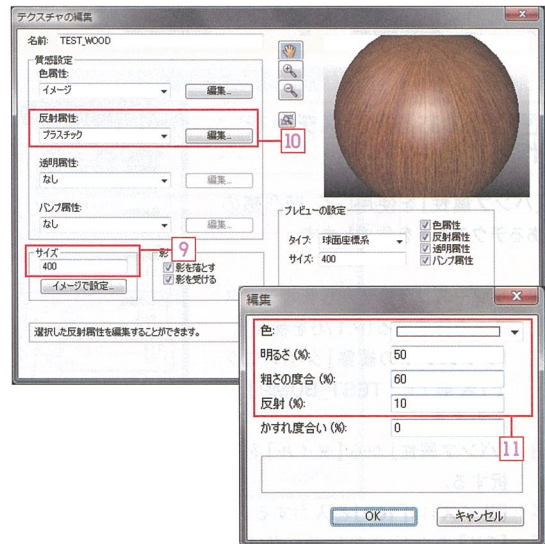 テクスチャの編集
名前: TEST_WOOD
質感設定
色属性:
イメージ
編集...
反射属性:
プラスチック
編集...
10
透明属性:
なし
編集...
バンプ属性:
なし
編集...
サイズ
400
イメージで設定...
9
影
影を落とす
影を受ける
プレビューの設定
タイプ: 球面座標系
サイズ: 400
色属性
反射属性
透明属性
バンプ属性
選択した反射属性を編集することができます。
編集
色:
明るさ (%): 50
粗さの度合 (%): 60
反射 (%): 10
11
かすれ度合い (%): 0
OK
キャンセル